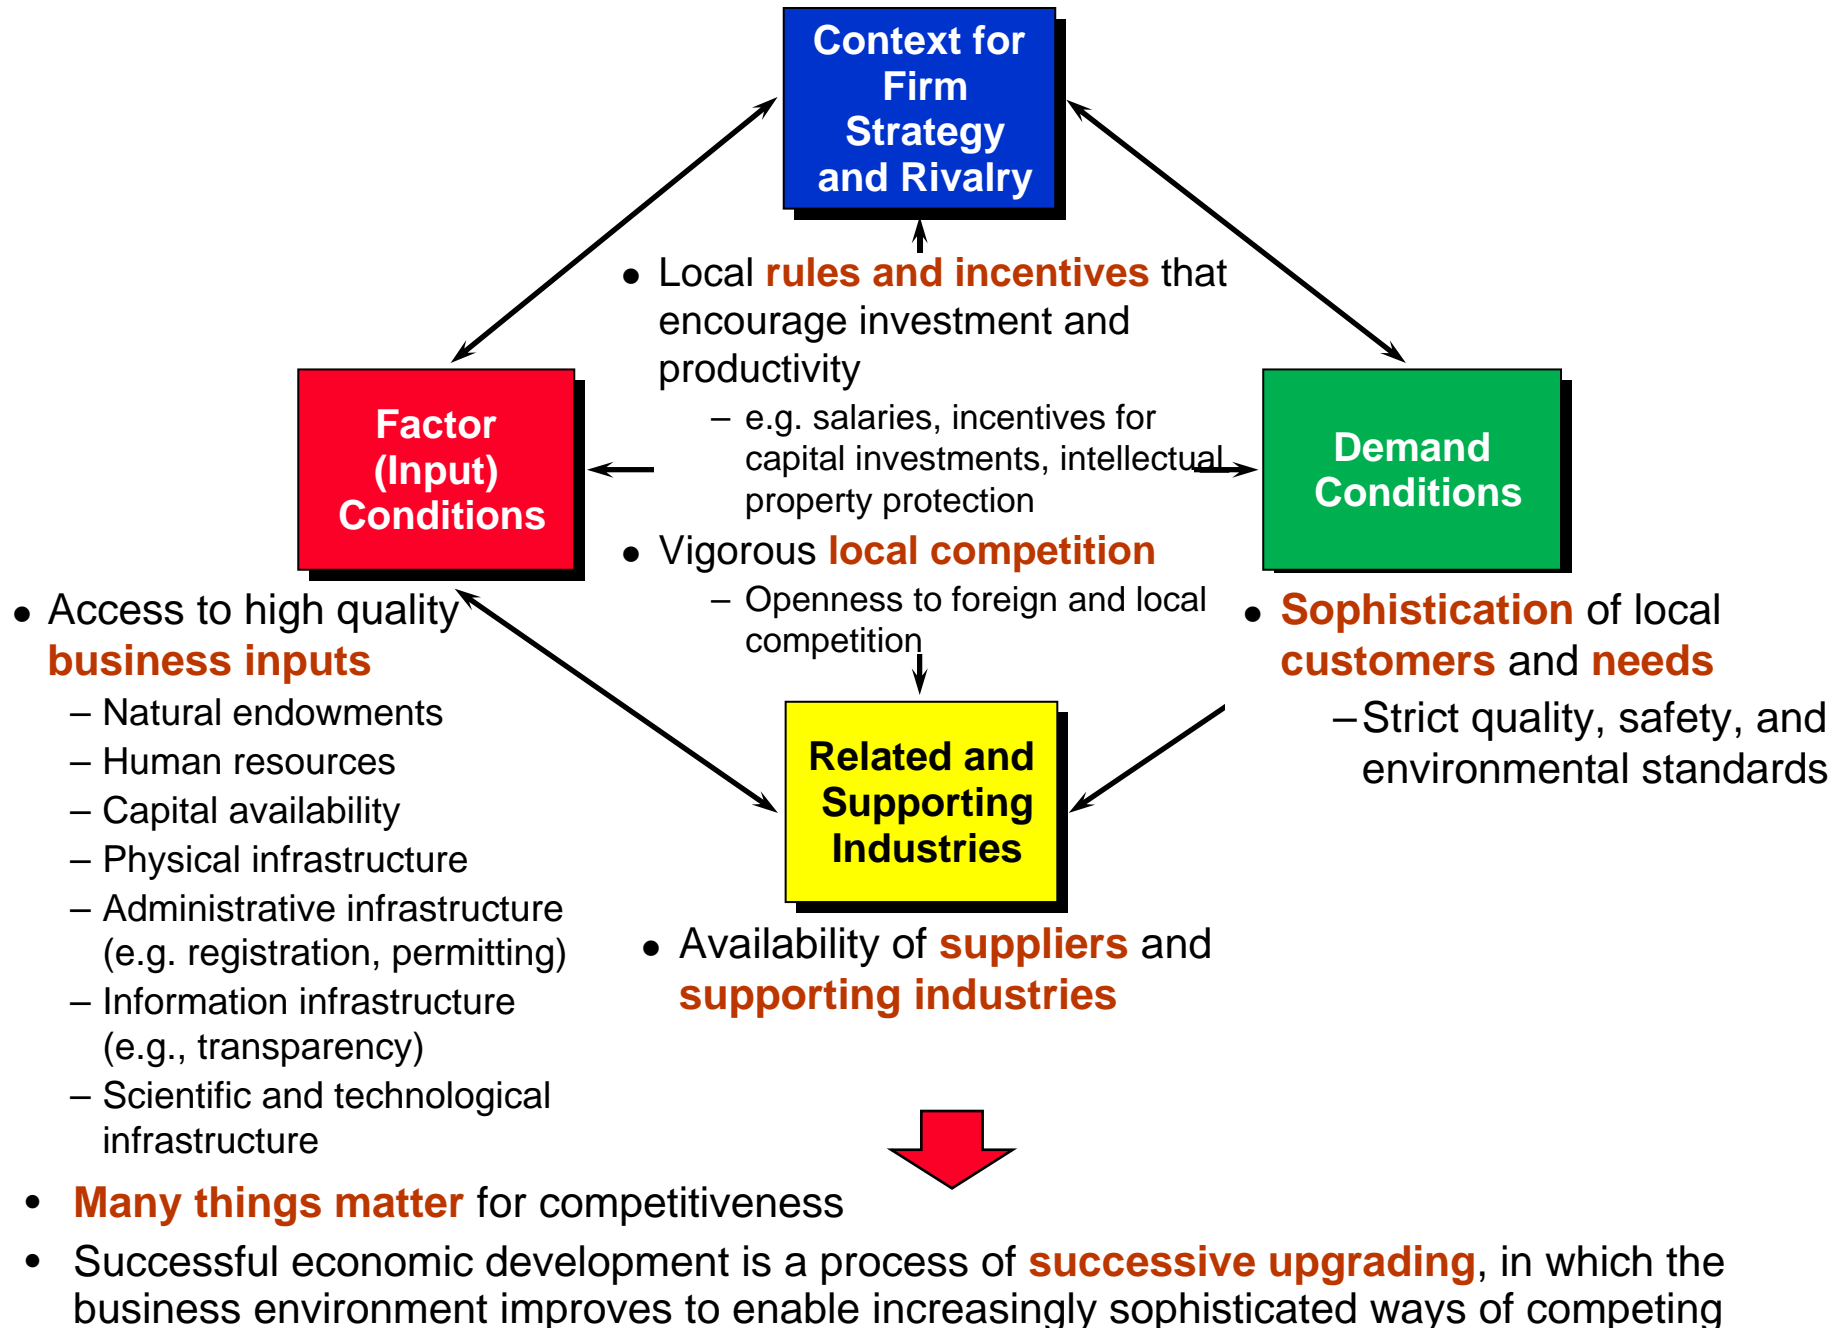 Context for
Firm
Strategy
and Rivalry
● Local rules and incentives that
encourage investment and
productivity
– e.g. salaries, incentives for
capital investments, intellectual
property protection
● Vigorous local competition
– Openness to foreign and local
competition
Factor
(Input)
Conditions
Demand
Conditions
● Access to high quality
business inputs
– Natural endowments
– Human resources
– Capital availability
– Physical infrastructure
– Administrative infrastructure
(e.g. registration, permitting)
– Information infrastructure
(e.g., transparency)
– Scientific and technological
infrastructure
● Sophistication of local
customers and needs
–Strict quality, safety, and
environmental standards
Related and
Supporting
Industries
● Availability of suppliers and
supporting industries
• Many things matter for competitiveness
• Successful economic development is a process of successive upgrading, in which the
business environment improves to enable increasingly sophisticated ways of competing